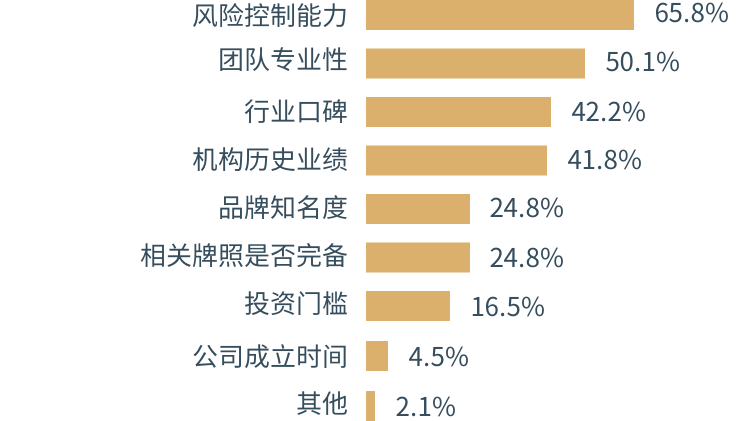 风险控制能力 65.8%
团队专业性 50.1%
行业口碑 42.2%
机构历史业绩 41.8%
品牌知名度 24.8%
相关牌照是否完备 24.8%
投资门槛 16.5%
公司成立时间 4.5%
其他 2.1%